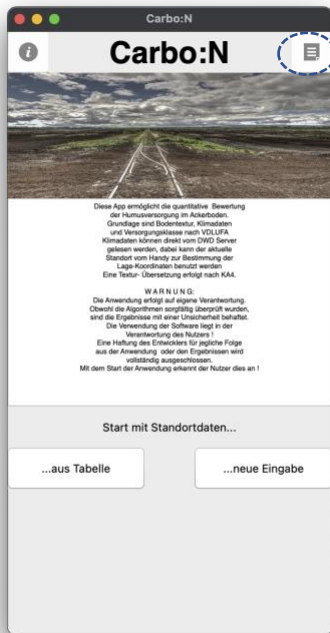 Carbo:N
Carbo:N
Diese App ermöglicht die quantitative Bewertung
der Humusversorgung im Ackerboden.
Grundlage sind Bodentextur, Klimadaten
und Versorgungsklasse nach VDLUFA
Klimadaten können direkt vom DWD Server
gelesen werden, dabei kann der aktuelle
Standort vom Handy zur Bestimmung der
Lage-Koordinaten benutzt werden
Eine Textur- Übersetzung erfolgt nach KA4.
W A R N U N G:
Die Anwendung erfolgt auf eigene Verantwortung.
Obwohl die Algorithmen sorgfältig überprüft wurden,
sind die Ergebnisse mit einer Unsicherheit behaftet.
Die Verwendung der Software liegt in der
Verantwortung des Nutzers !
Eine Haftung des Entwicklers für jegliche Folge
aus der Anwendung oder den Ergebnissen wird
vollständig ausgeschlossen.
Mit dem Start der Anwendung erkennt der Nutzer dies an !
Start mit Standortdaten...
...aus Tabelle
...neue Eingabe